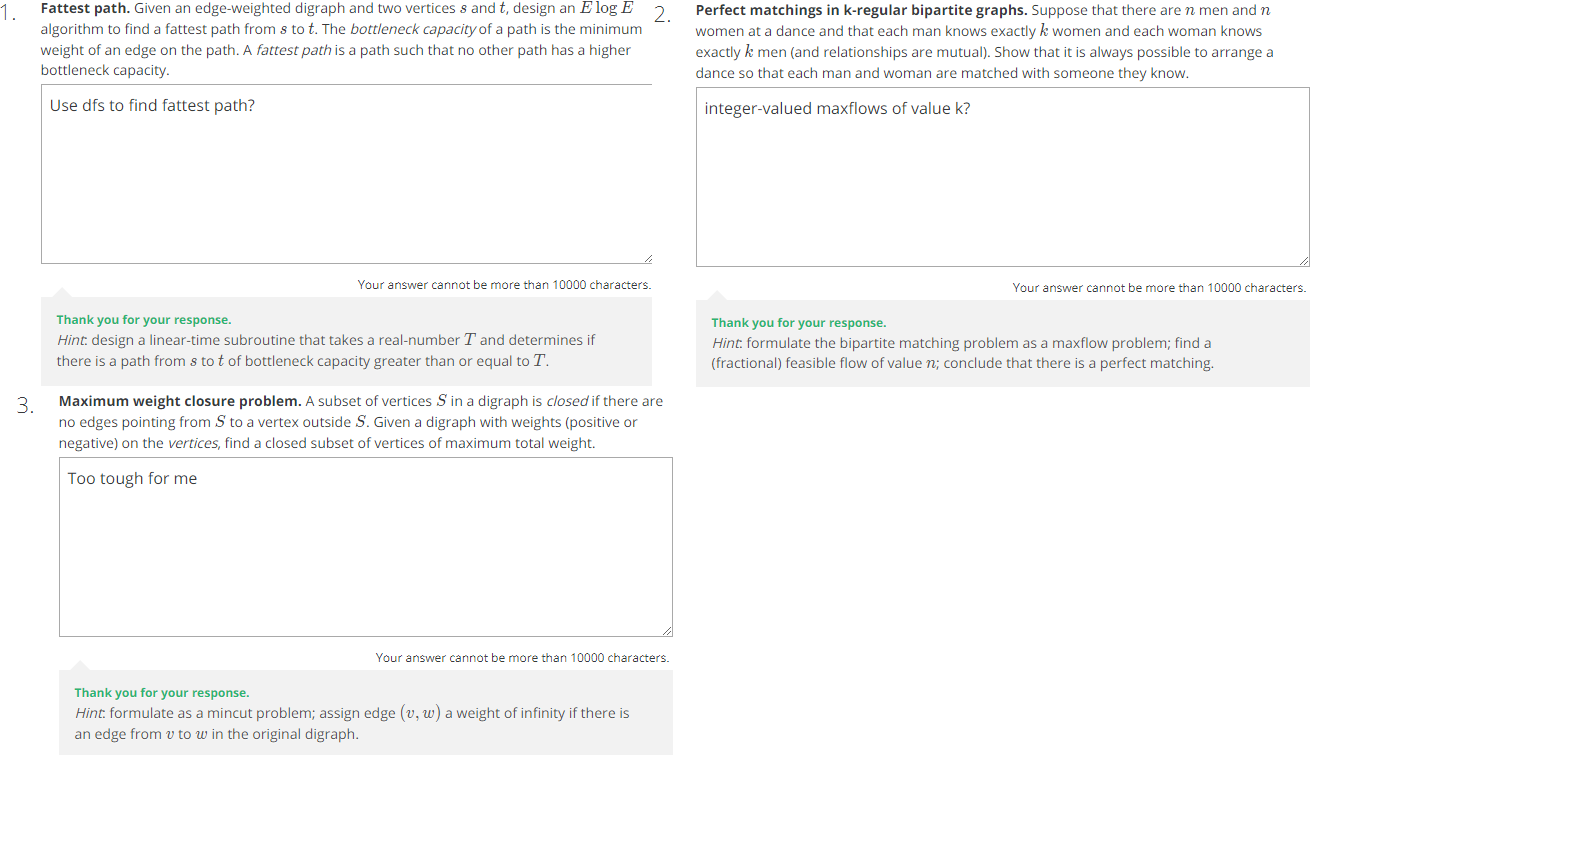 1.
Fattest path. Given an edge-weighted digraph and two vertices s and t, design an E log E
algorithm to find a fattest path from s to t. The bottleneck capacity of a path is the minimum
weight of an edge on the path. A fattest path is a path such that no other path has a higher
bottleneck capacity.
Use dfs to find fattest path?
Your answer cannot be more than 10000 characters.
Thank you for your response.
Hint: design a linear-time subroutine that takes a real-number T and determines if
there is a path from s to t of bottleneck capacity greater than or equal to T.
2.
Perfect matchings in k-regular bipartite graphs. Suppose that there are n men and n
women at a dance and that each man knows exactly k women and each woman knows
exactly k men (and relationships are mutual). Show that it is always possible to arrange a
dance so that each man and woman are matched with someone they know.
integer-valued maxflows of value k?
Your answer cannot be more than 10000 characters.
Thank you for your response.
Hint: formulate the bipartite matching problem as a maxflow problem; find a
(fractional) feasible flow of value n; conclude that there is a perfect matching.
3.
Maximum weight closure problem. A subset of vertices S in a digraph is closed if there are
no edges pointing from S to a vertex outside S. Given a digraph with weights (positive or
negative) on the vertices, find a closed subset of vertices of maximum total weight.
Too tough for me
Your answer cannot be more than 10000 characters.
Thank you for your response.
Hint: formulate as a mincut problem; assign edge (v, w) a weight of infinity if there is
an edge from v to w in the original digraph.